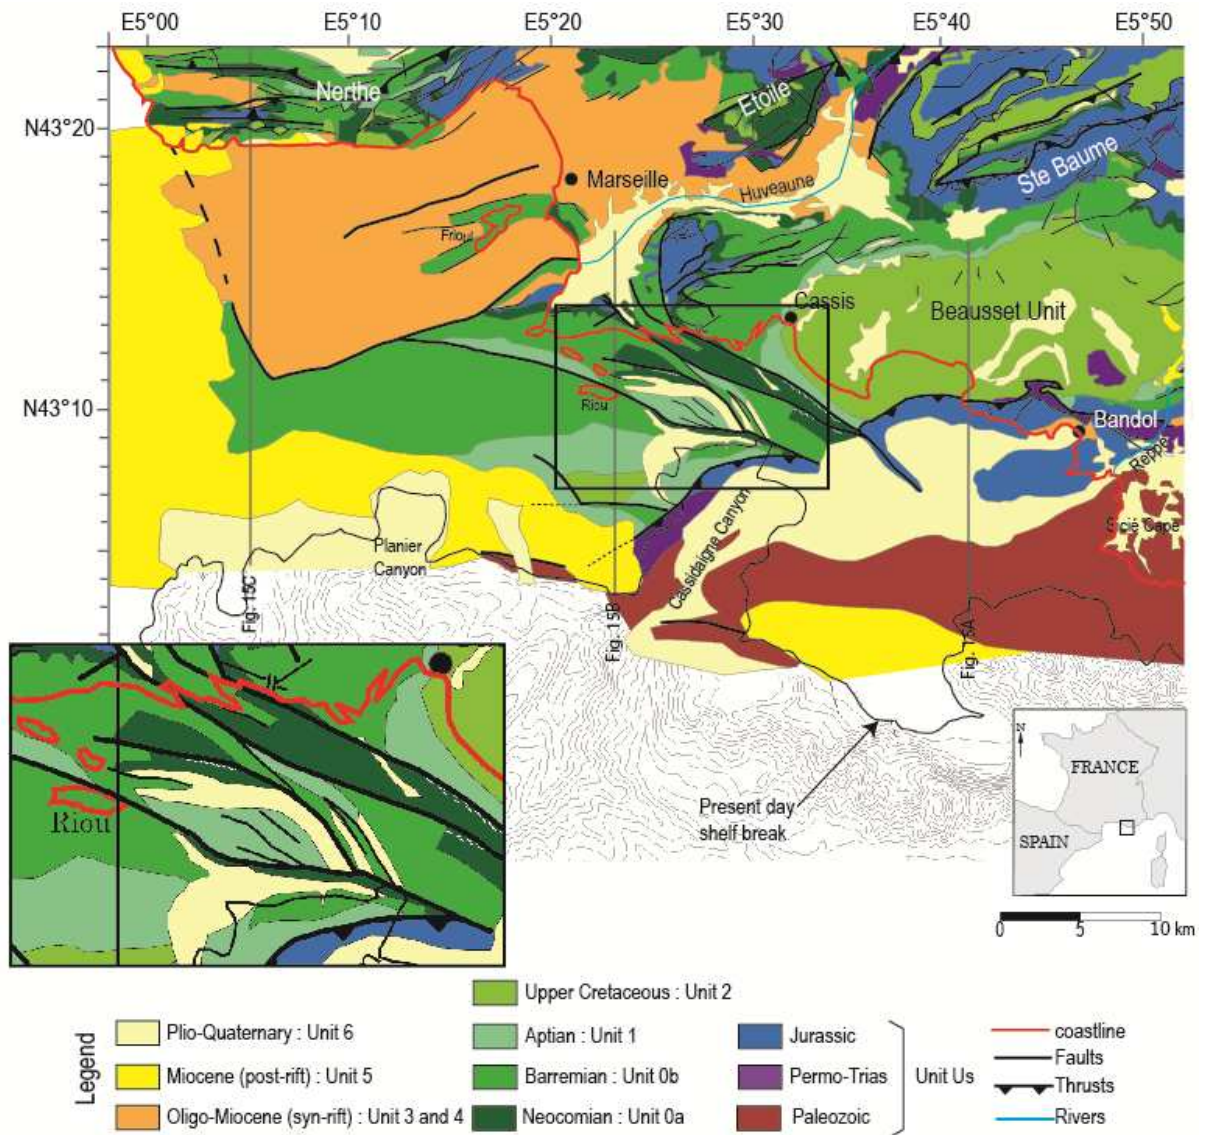 E5°00 E5°10 E5°20 E5°30 E5°40 E5°50
Nerthe
Etoile
N43°20
Ste Baume
Marseille
Huveaune
Frioul
Cassis
Beausset Unit
N43°10
Riou
Bandol
Reppe
Sicié Cape
Cassidaigne Canyon
Planier
Canyon
Fig. 15C
Fig. 15B
Fig. 15A
Riou
Present day
shelf break
N
FRANCE
SPAIN
0 5 10 km
Legend
Upper Cretaceous : Unit 2
Plio-Quaternary : Unit 6
Aptian : Unit 1
Jurassic
coastline
Miocene (post-rift) : Unit 5
Barremian : Unit 0b
Permo-Trias
Unit Us
Faults
Thrusts
Oligo-Miocene (syn-rift) : Unit 3 and 4
Neocomian : Unit 0a
Paleozoic
Rivers